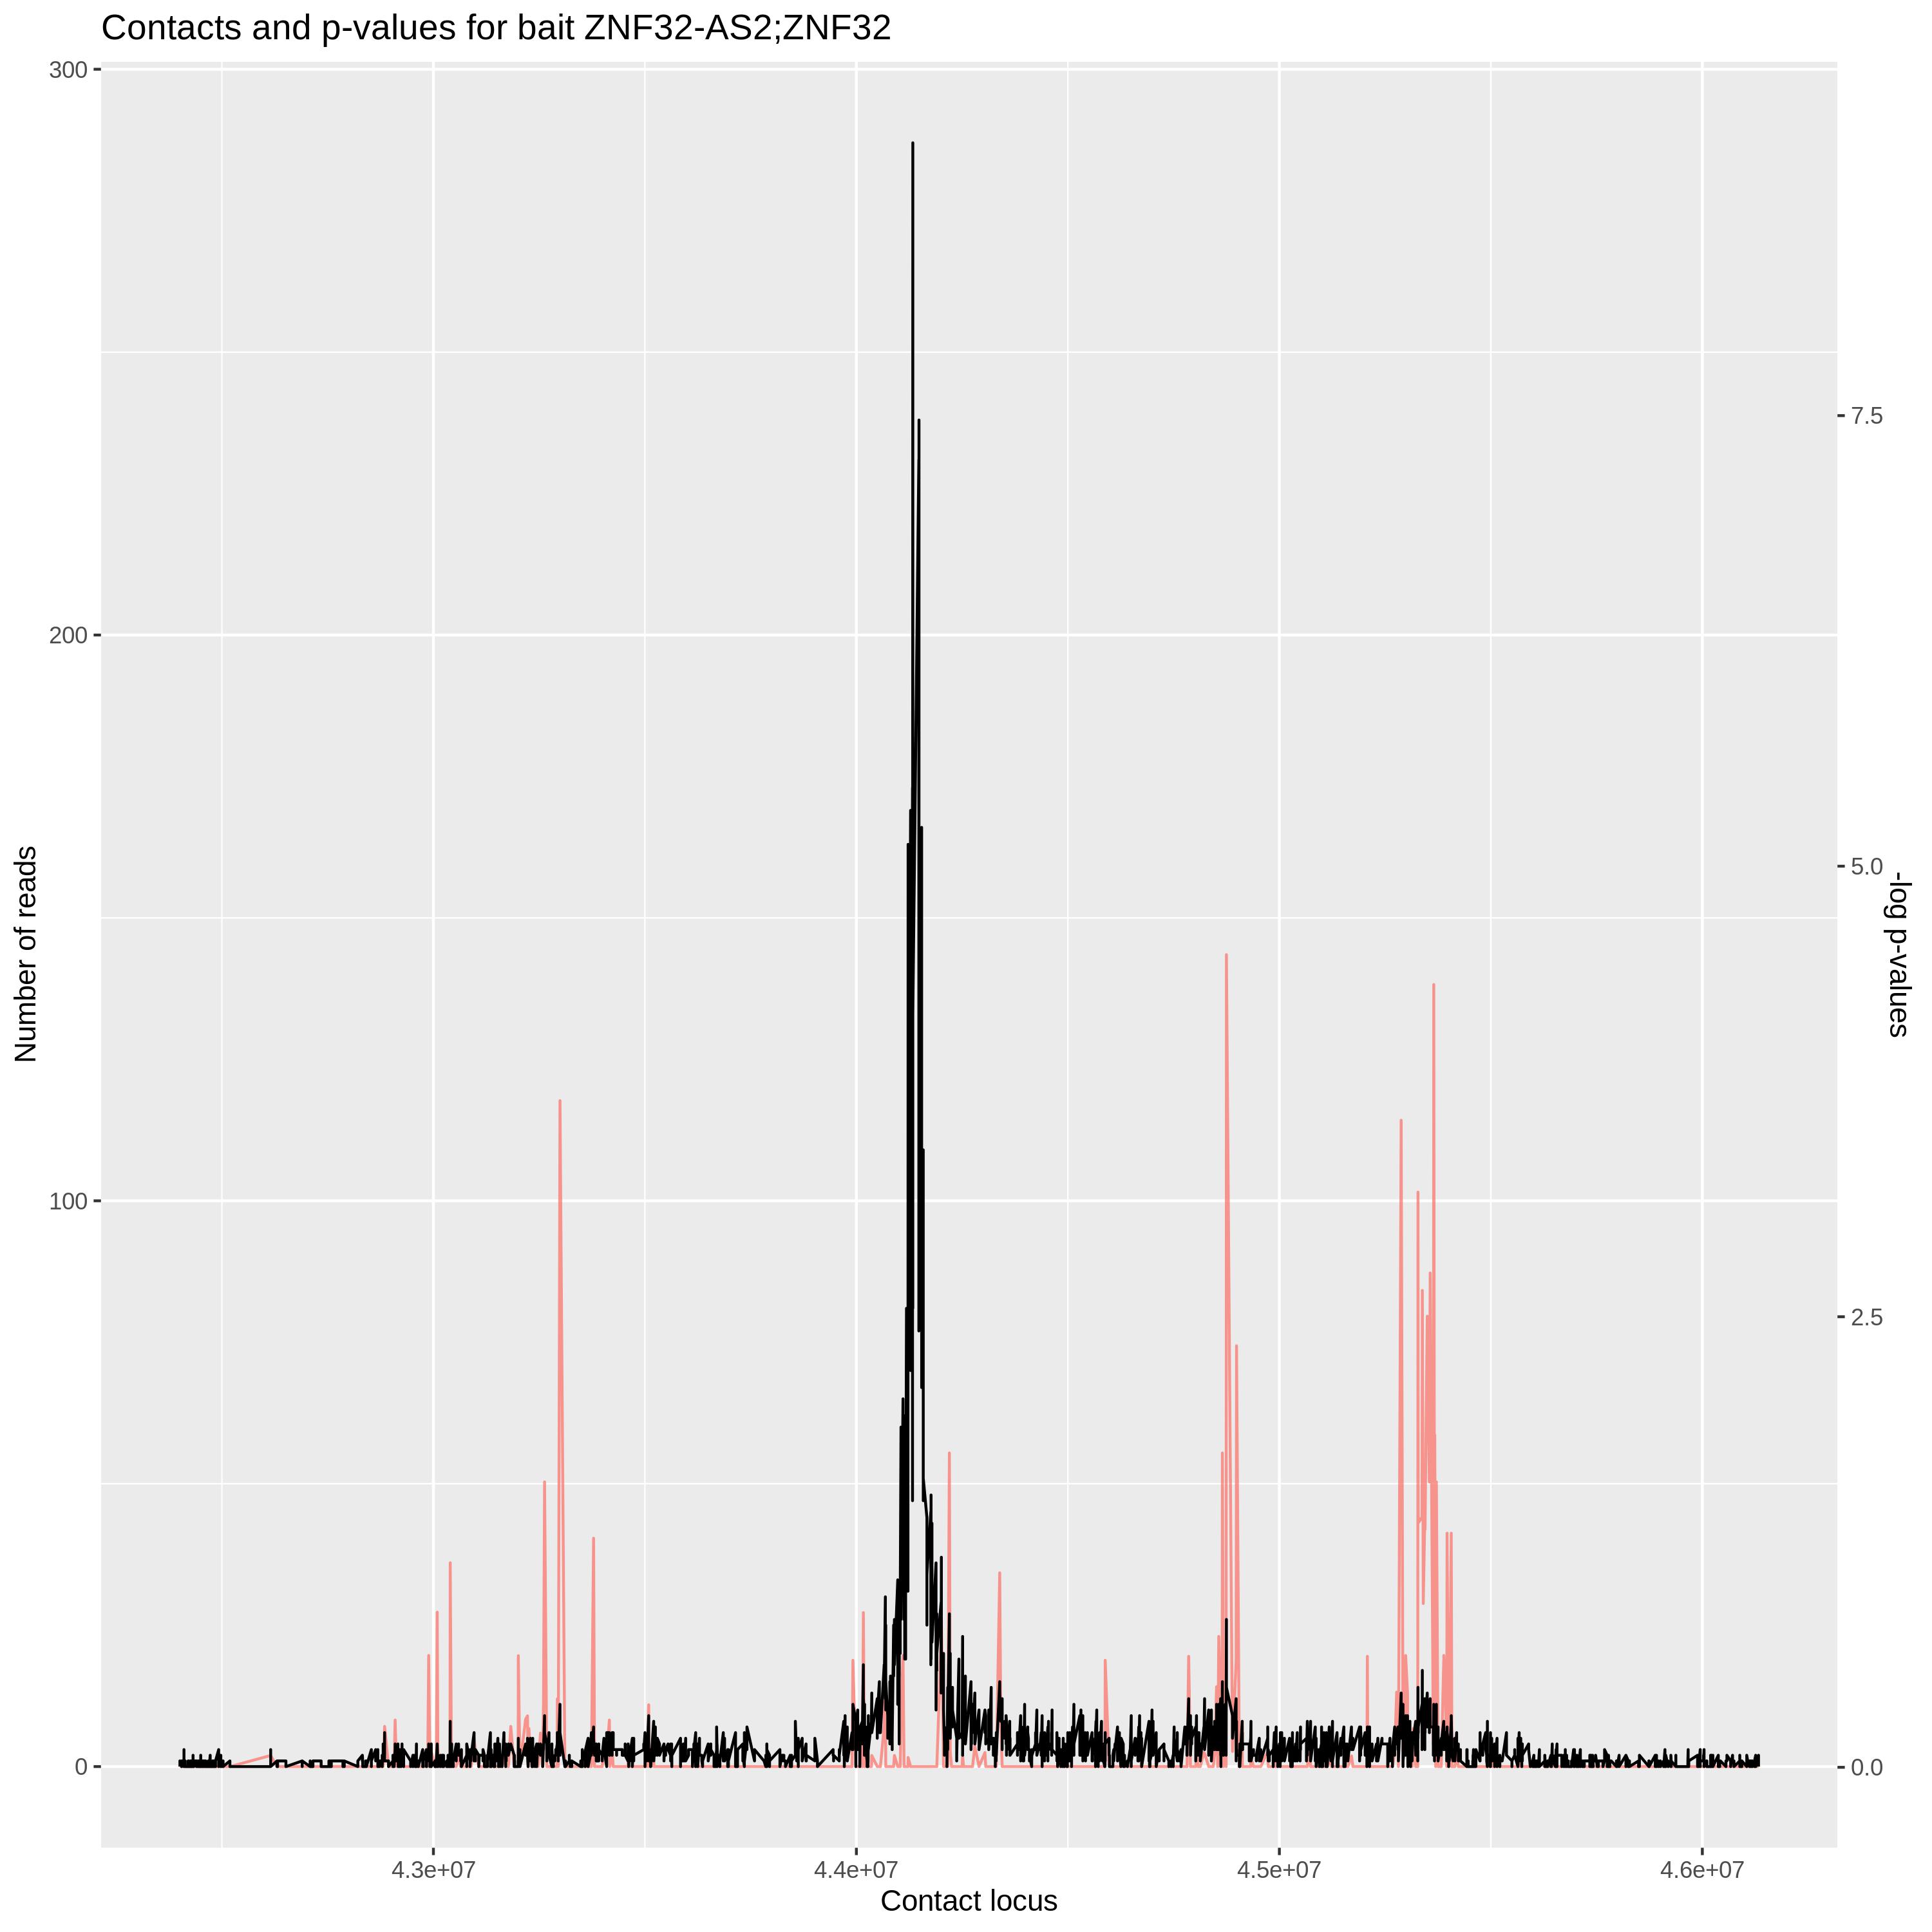 Contacts and p-values for bait ZNF32-AS2;ZNF32
300
200
100
0
Number of reads
7.5
5.0
2.5
0.0
-log p-values
4.3e+07
4.4e+07
4.5e+07
4.6e+07
Contact locus